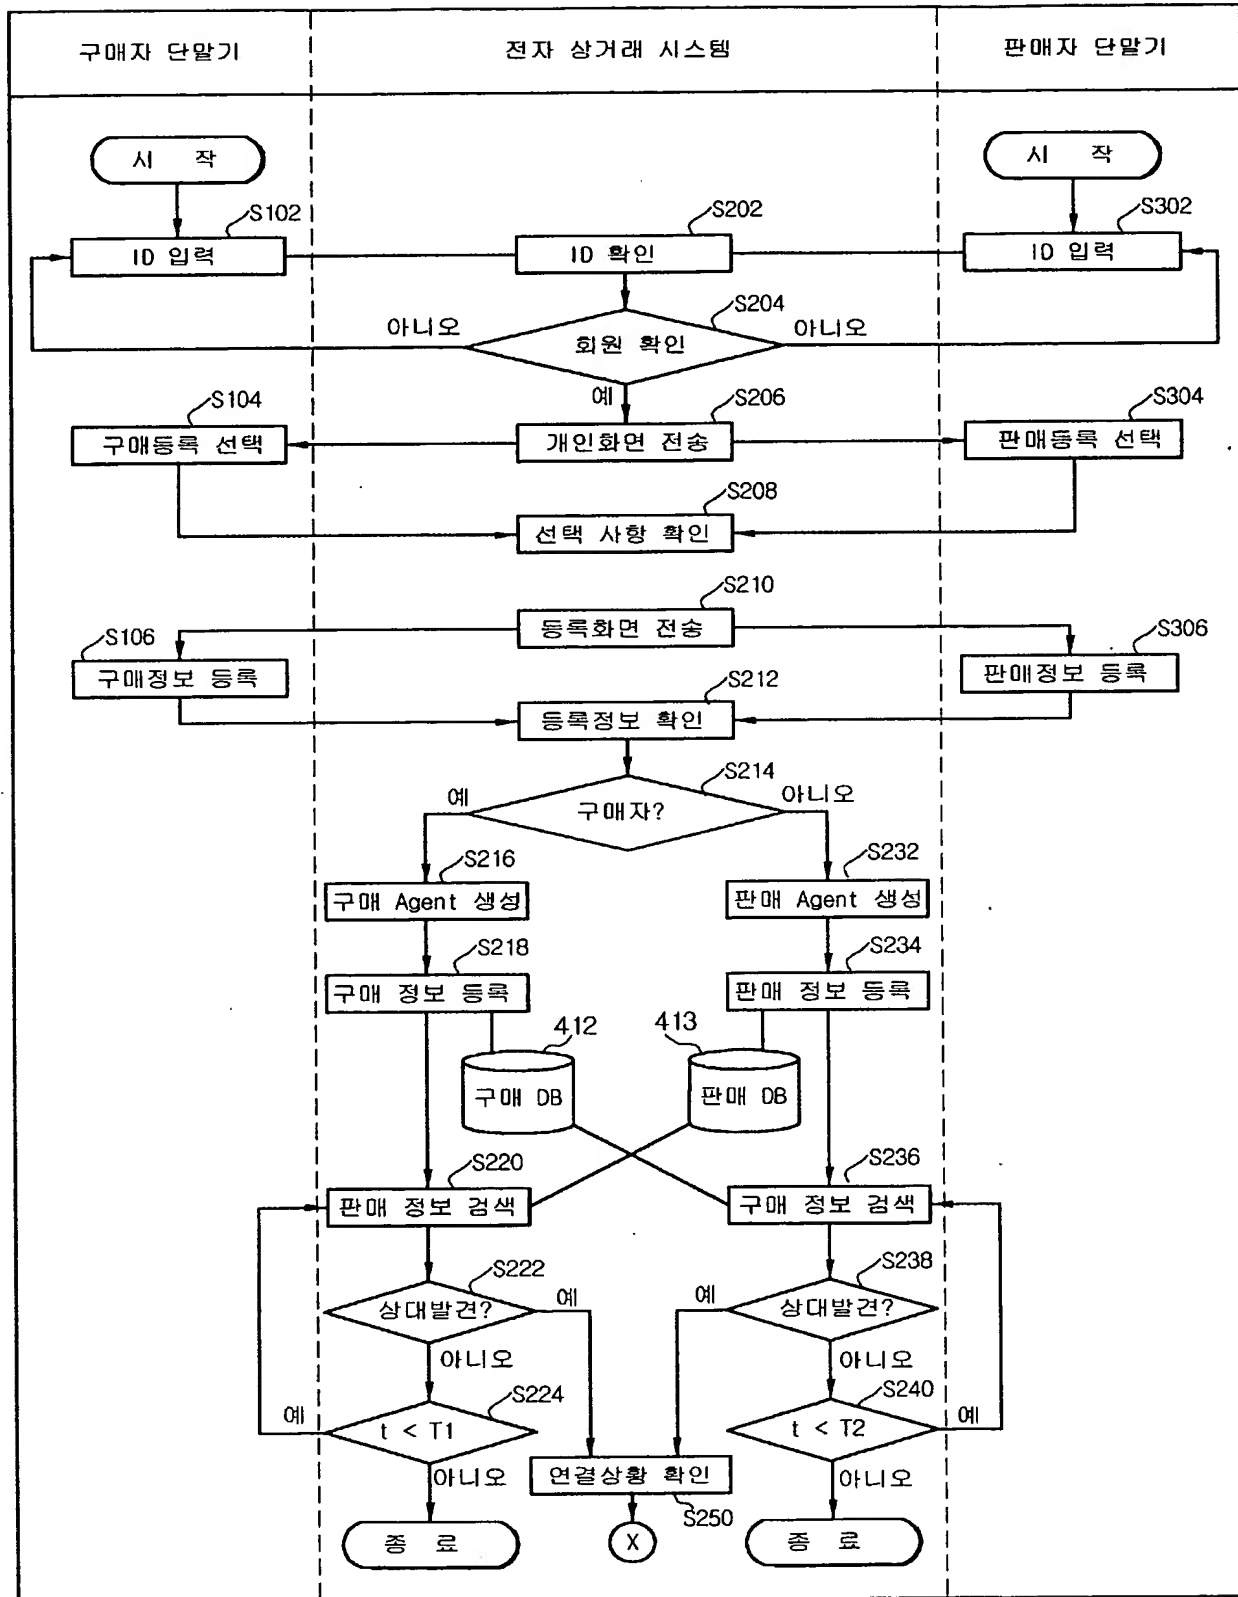 구매자 단말기
전자 상거래 시스템
판매자 단말기
시 작
시 작
S102
S202
S302
ID 입력
ID 확인
ID 입력
S204
아니오
회원 확인
아니오
예
S104
S206
S304
구매등록 선택
개인화면 전송
판매등록 선택
S208
선택 사항 확인
S210
등록화면 전송
S106
S306
구매정보 등록
판매정보 등록
S212
등록정보 확인
S214
예
구매자?
아니오
S216
S232
구매 Agent 생성
판매 Agent 생성
S218
S234
구매 정보 등록
판매 정보 등록
412
413
구매 DB
판매 DB
S220
S236
판매 정보 검색
구매 정보 검색
S222
S238
상대발견?
예
예
상대발견?
아니오
아니오
S224
S240
예
t < T1
t < T2
예
아니오
연결상황 확인
아니오
S250
종 료
X
종 료